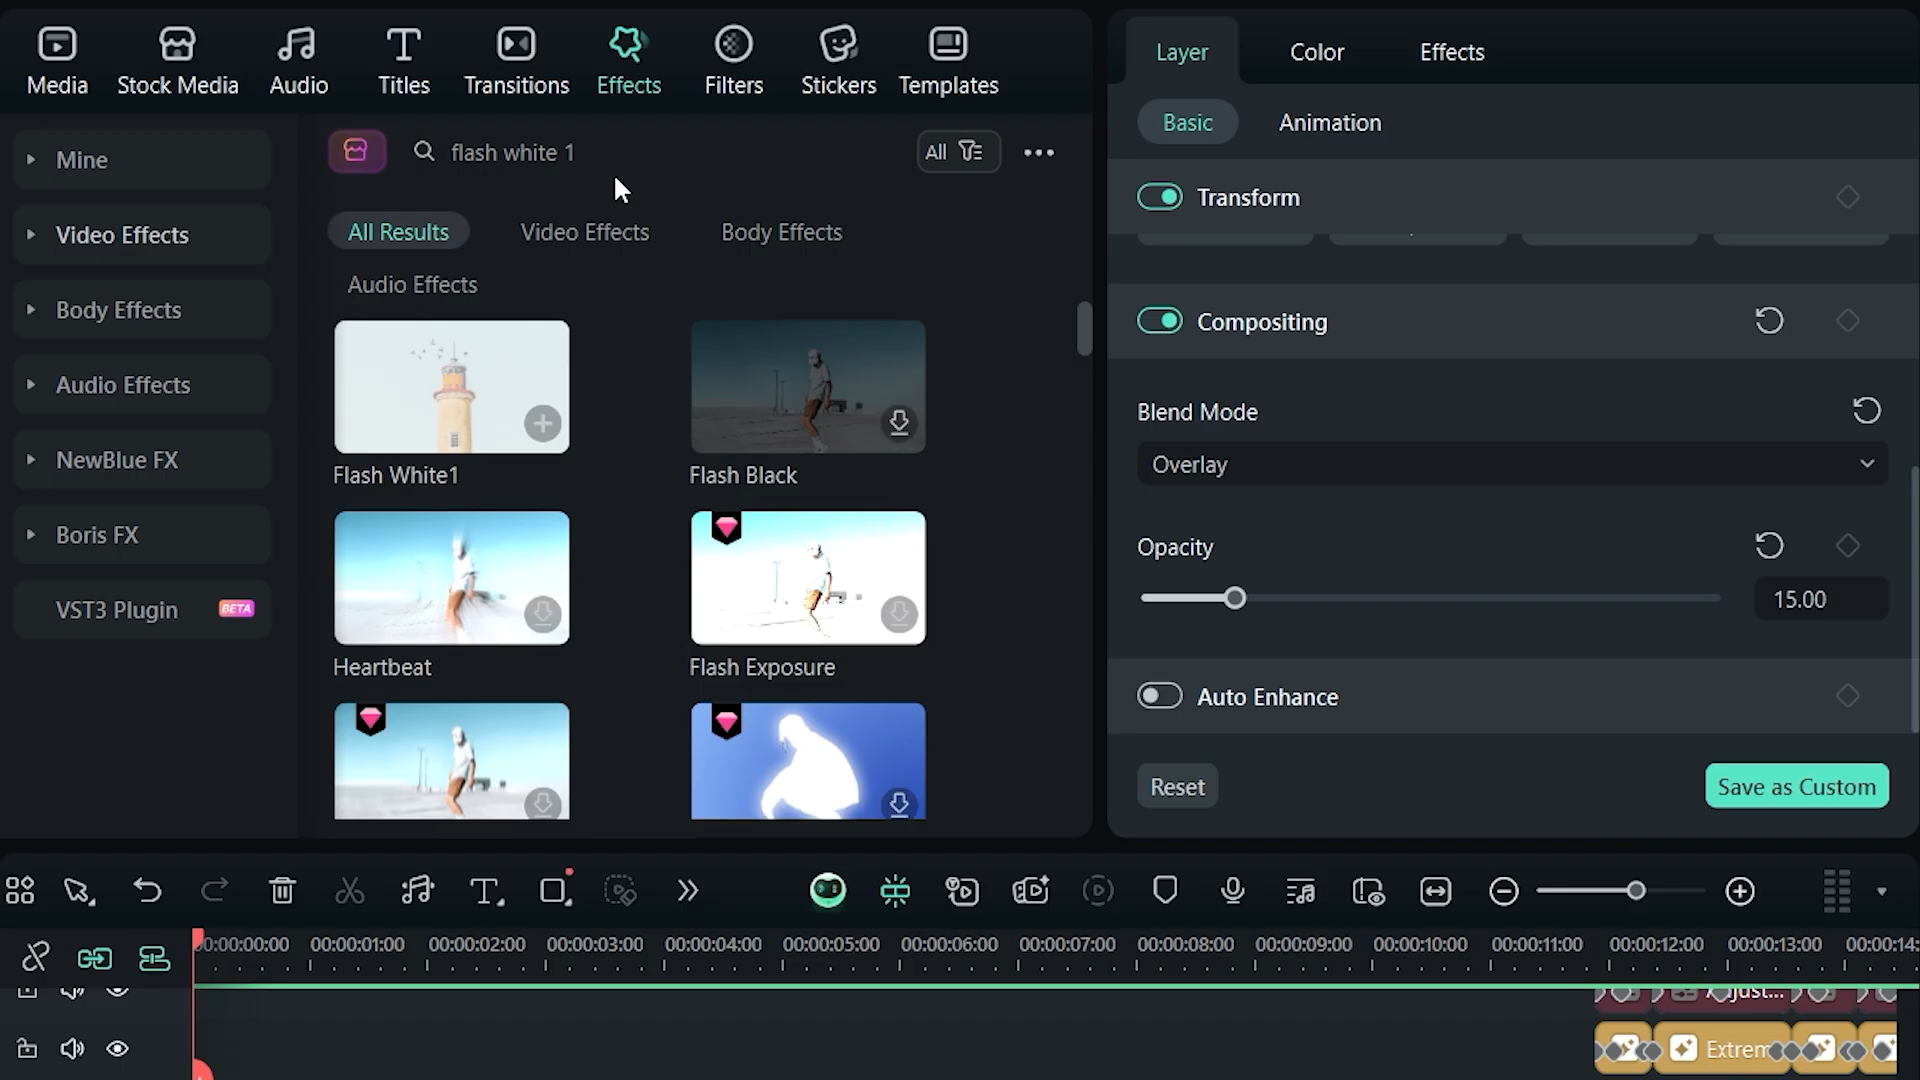 Media
Stock Media
Audio
Titles
Transitions
Effects
Filters
Stickers
Templates
Layer
Color
Effects
Basic
Animation
Mine
Video Effects
Body Effects
Audio Effects
NewBlue FX
Boris FX
VST3 Plugin BETA
flash white 1
All
All Results
Video Effects
Body Effects
Audio Effects
Flash White1
Flash Black
Heartbeat
Flash Exposure
Transform
Compositing
Blend Mode
Overlay
Opacity
15.00
Auto Enhance
Reset
Save as Custom
00:00:00:00 00:00:01:00 00:00:02:00 00:00:03:00 00:00:04:00 00:00:05:00 00:00:06:00 00:00:07:00 00:00:08:00 00:00:09:00 00:00:10:00 00:00:11:00 00:00:12:00 00:00:13:00 00:00:14:
Extrem